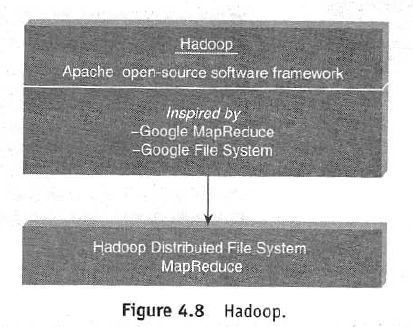 Hadoop
Apache open-source software framework
Inspired by
–Google MapReduce
–Google File System
Hadoop Distributed File System
MapReduce
Figure 4.8 Hadoop.